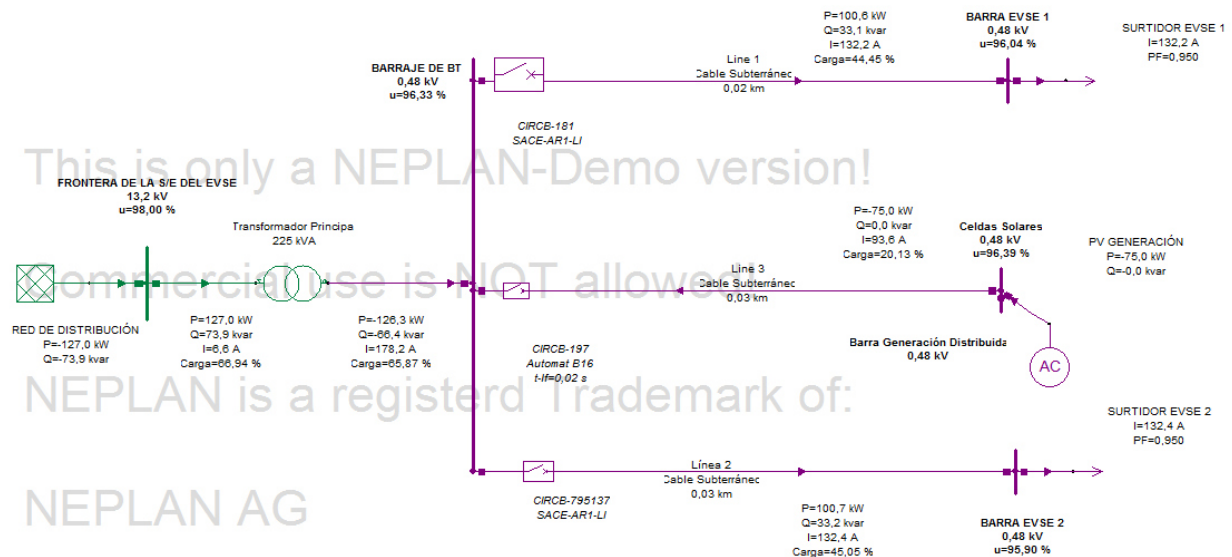 P=100,6 kW
Q=33,1 kvar
I=132,2 A
Carga=44,45 %
BARRA EVSE 1
0,48 kV
u=96,04 %
SURTIDOR EVSE 1
I=132,2 A
PF=0,950
BARRAJE DE BT
0,48 kV
u=96,33 %
Line 1
Cable Subterránec
0,02 km
CIRCB-181
SACE-AR1-LI
This is only a NEPLAN-Demo version!
FRONTERA DE LA S/E DEL EVSE
13,2 kV
u=98,00 %
Transformador Principa
225 kVA
P=-75,0 kW
Q=0,0 kvar
I=93,6 A
Carga=20,13 %
Celdas Solares
0,48 kV
u=96,39 %
PV GENERACIÓN
P=-75,0 kW
Q=-0,0 kvar
Commercial use is NOT allowed!
Line 3
Cable Subterránec
0,03 km
RED DE DISTRIBUCIÓN
P=-127,0 kW
Q=-73,9 kvar
P=127,0 kW
Q=73,9 kvar
I=6,6 A
Carga=66,94 %
P=-126,3 kW
Q=-66,4 kvar
I=178,2 A
Carga=65,87 %
CIRCB-197
Automat B16
t-lf=0,02 s
Barra Generación Distribuida
0,48 kV
AC
NEPLAN is a registerd Trademark of:
SURTIDOR EVSE 2
I=132,4 A
PF=0,950
Línea 2
Cable Subterránec
0,03 km
CIRCB-795137
SACE-AR1-LI
NEPLAN AG
P=100,7 kW
Q=33,2 kvar
I=132,4 A
Carga=45,05 %
BARRA EVSE 2
0,48 kV
u=95,90 %